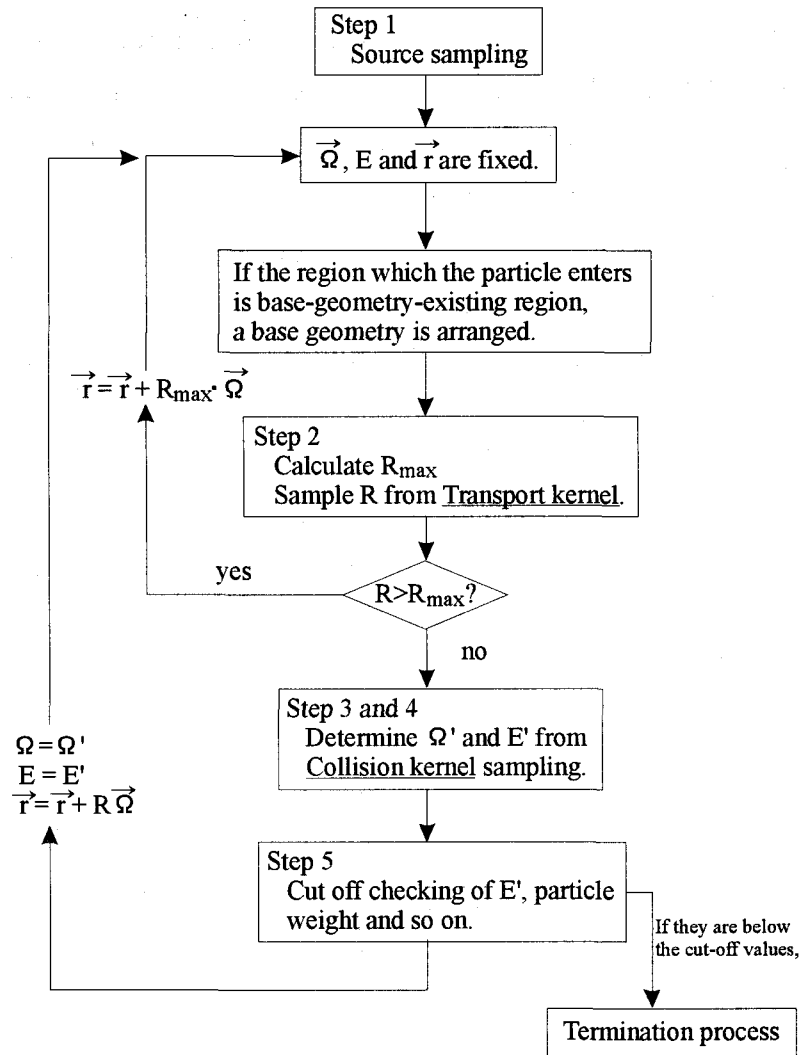 Step 1
Source sampling
Ω⃗, E and r⃗ are fixed.
If the region which the particle enters
is base-geometry-existing region,
a base geometry is arranged.
r⃗ = r⃗ + Rmax· Ω⃗
Step 2
Calculate Rmax
Sample R from Transport kernel.
yes
R>Rmax?
no
Step 3 and 4
Determine Ω' and E' from
Collision kernel sampling.
Ω = Ω'
E = E'
r⃗ = r⃗ + R Ω⃗
Step 5
Cut off checking of E', particle
weight and so on.
If they are below
the cut-off values,
Termination process